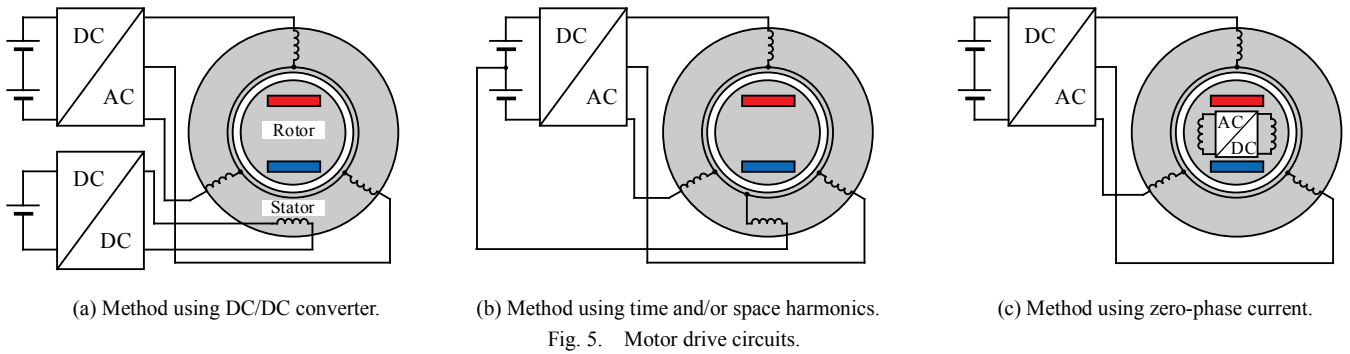 DC
AC
Rotor
Stator
DC
DC
DC
AC
DC
AC
AC
DC
(a) Method using DC/DC converter.
(b) Method using time and/or space harmonics.
(c) Method using zero-phase current.
Fig. 5. Motor drive circuits.